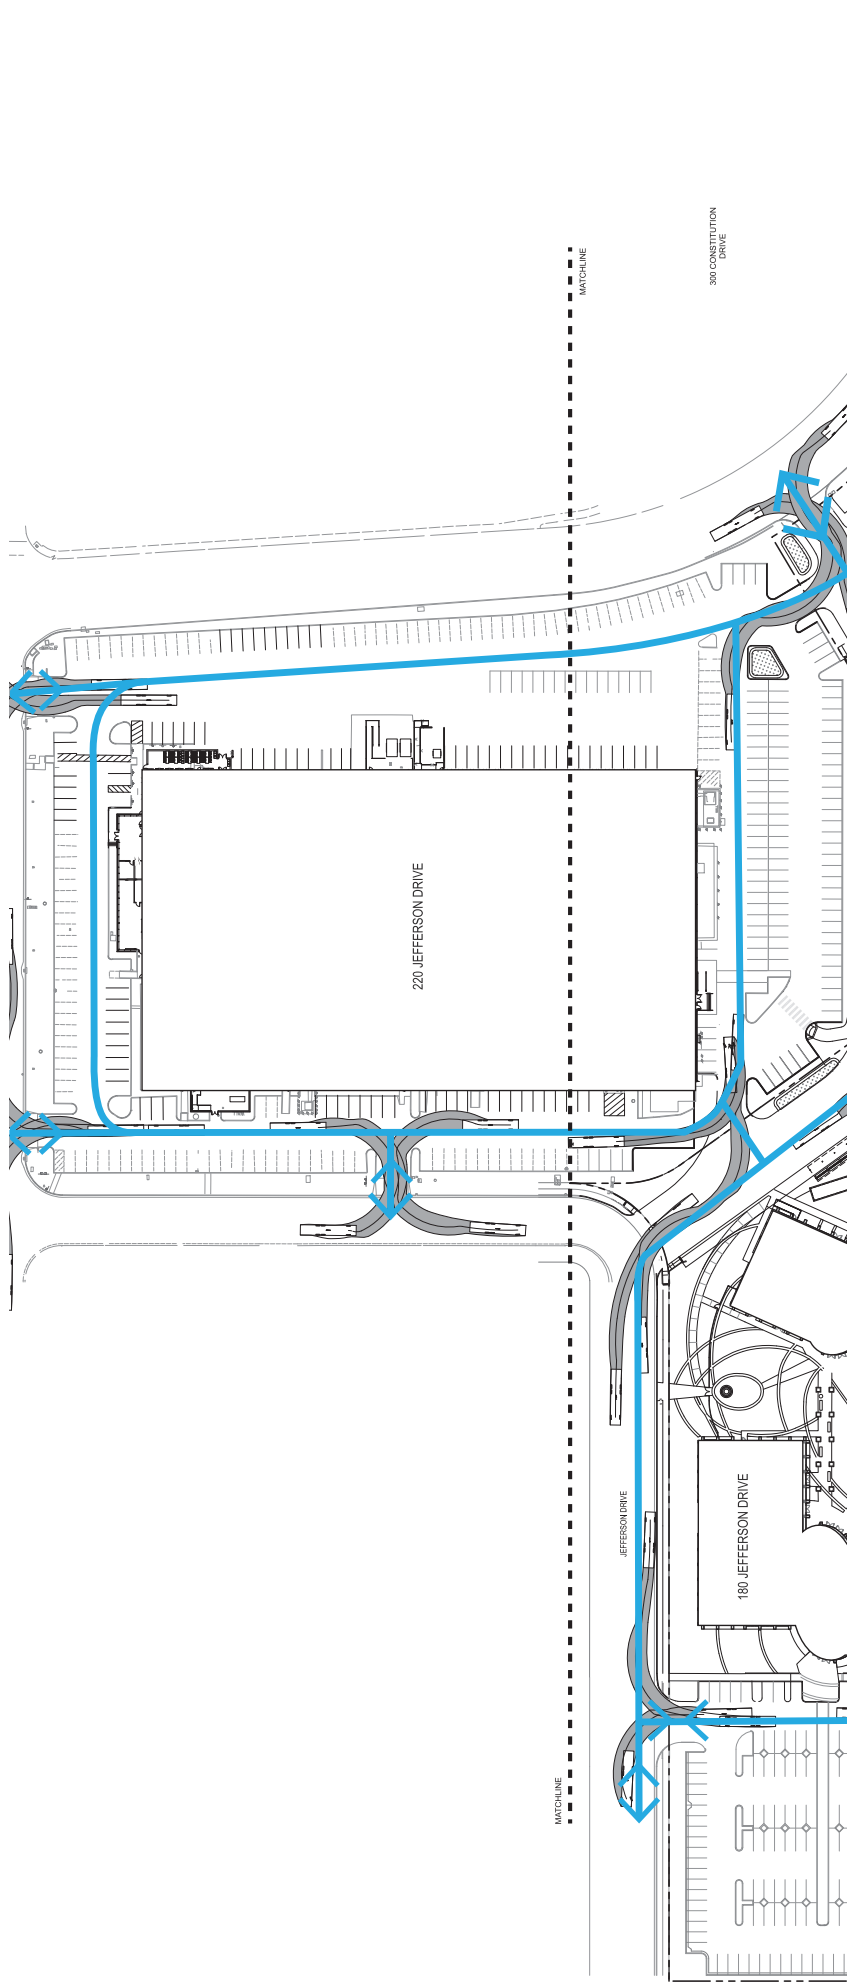 300 CONSTITUTION
DRIVE
MATCHLINE
220 JEFFERSON DRIVE
JEFFERSON DRIVE
180 JEFFERSON DRIVE
MATCHLINE